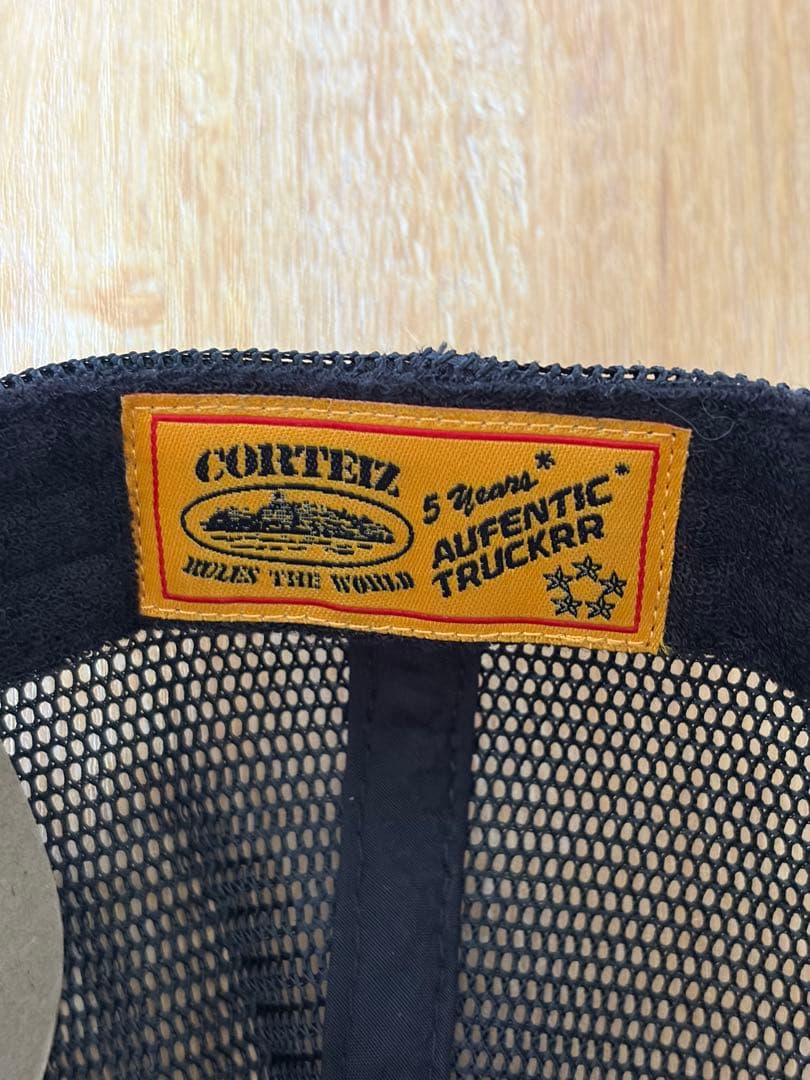 CORTEIZ
RULES THE WORLD
5 Years*
AUFENTIC*
TRUCKRR